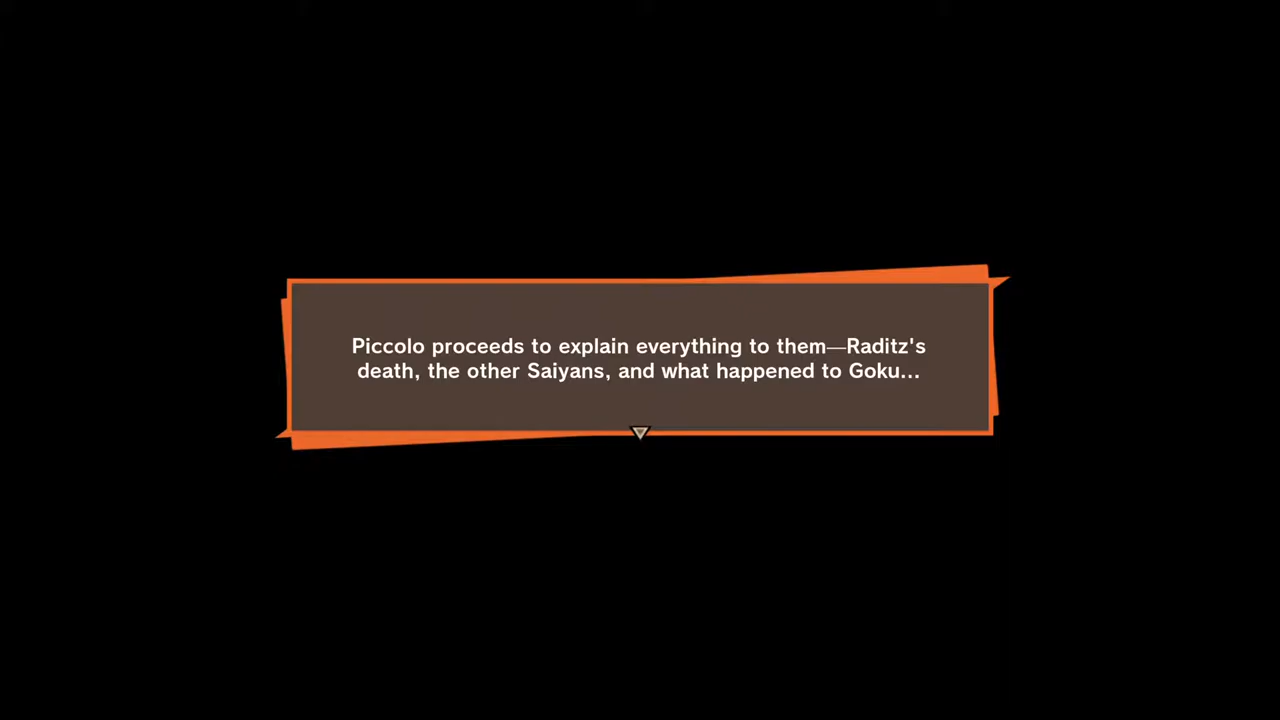 Piccolo proceeds to explain everything to them—Raditz's
death, the other Saiyans, and what happened to Goku...